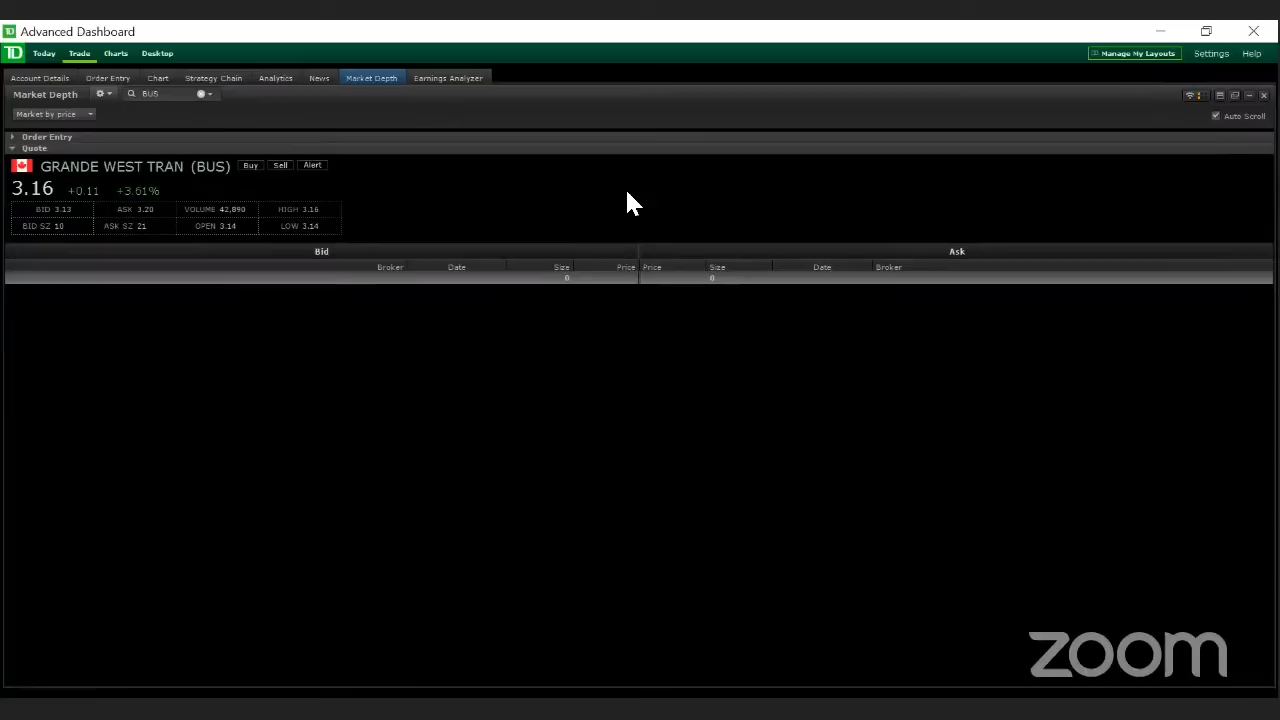 TD Advanced Dashboard
TD Today Trade Charts Desktop Manage My Layouts Settings Help
Account Details Order Entry Chart Strategy Chain Analytics News Market Depth Earnings Analyzer
Market Depth BUS
Market by price Auto Scroll
Order Entry
Quote
GRANDE WEST TRAN (BUS) Buy Sell Alert
3.16 +0.11 +3.61%
BID 3.13 ASK 3.20 VOLUME 42,890 HIGH 3.16
BID SZ 10 ASK SZ 21 OPEN 3.14 LOW 3.14
Bid Ask
Broker Date Size Price Price Size Date Broker
0 0
zoom